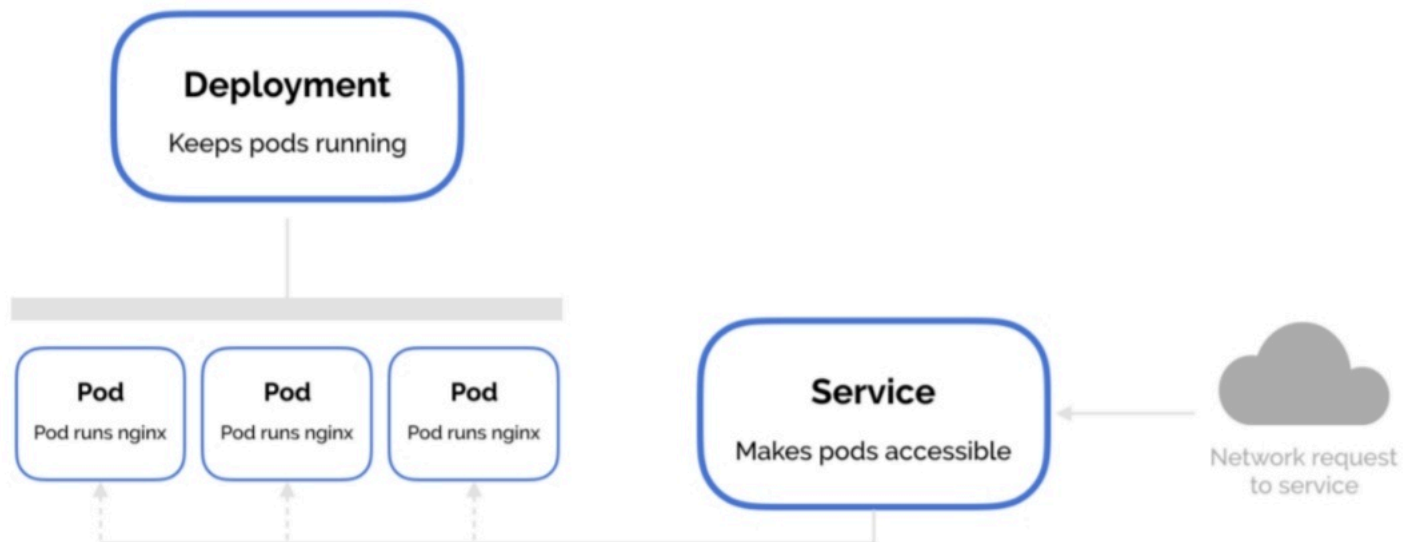 Deployment
Keeps pods running
Pod
Pod runs nginx
Pod
Pod runs nginx
Pod
Pod runs nginx
Service
Makes pods accessible
Network request
to service